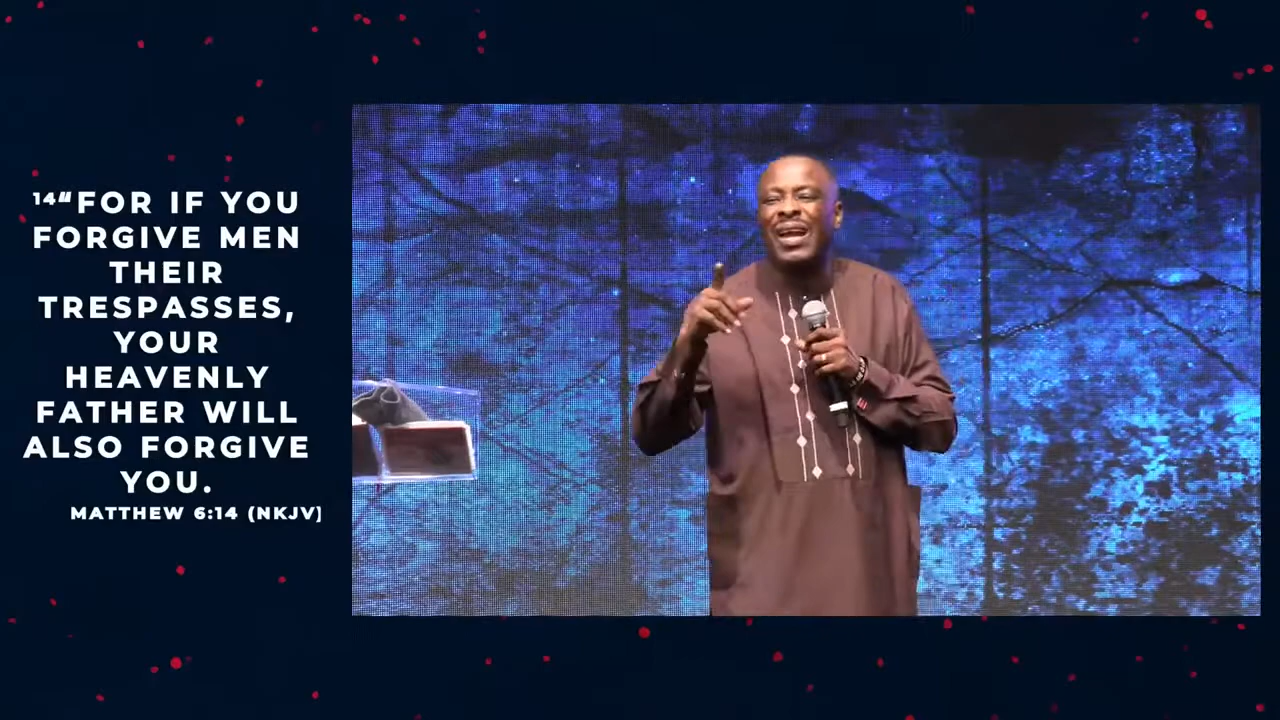 ¹⁴“FOR IF YOU
FORGIVE MEN
THEIR
TRESPASSES,
YOUR
HEAVENLY
FATHER WILL
ALSO FORGIVE
YOU.
MATTHEW 6:14 (NKJV)